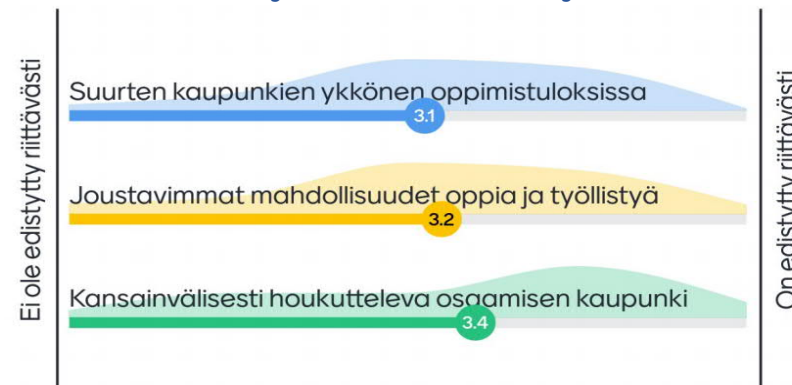 Ei ole edistytty riittävästi
Suurten kaupunkien ykkönen oppimistuloksissa
3.1
Joustavimmat mahdollisuudet oppia ja työllistyä
3.2
Kansainvälisesti houkutteleva osaamisen kaupunki
3.4
On edistytty riittävästi